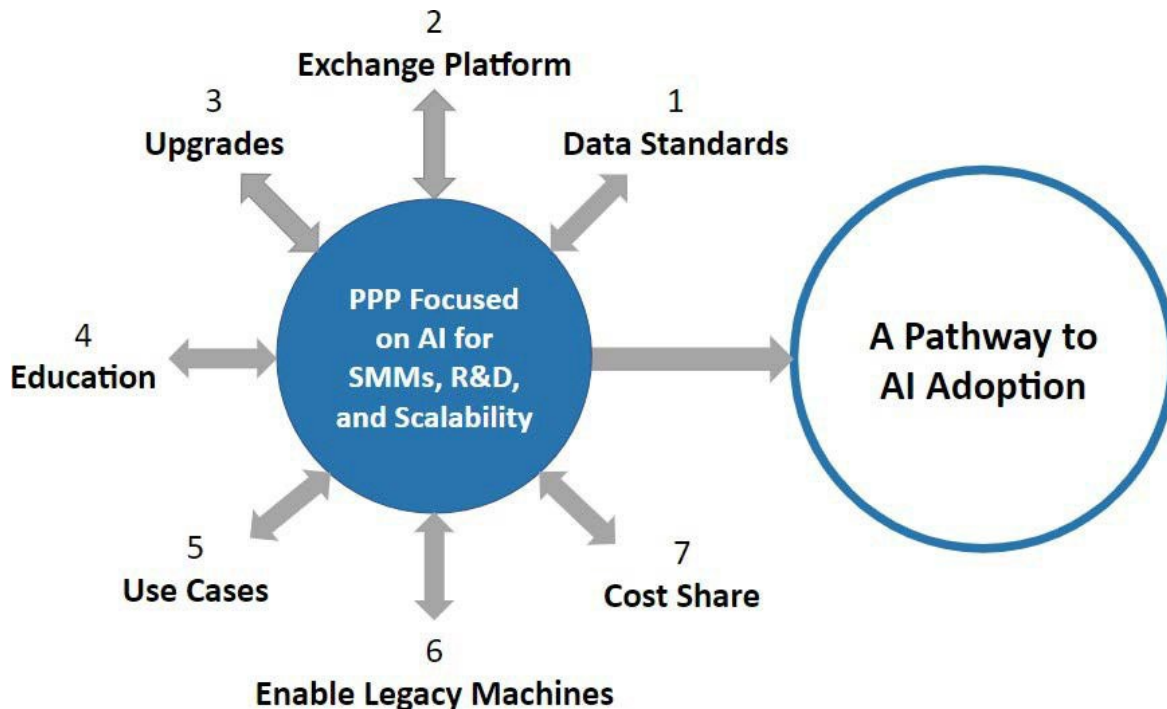 2
Exchange Platform
3
Upgrades
1
Data Standards
4
Education
PPP Focused
on AI for
SMMs, R&D,
and Scalability
A Pathway to
AI Adoption
5
Use Cases
7
Cost Share
6
Enable Legacy Machines